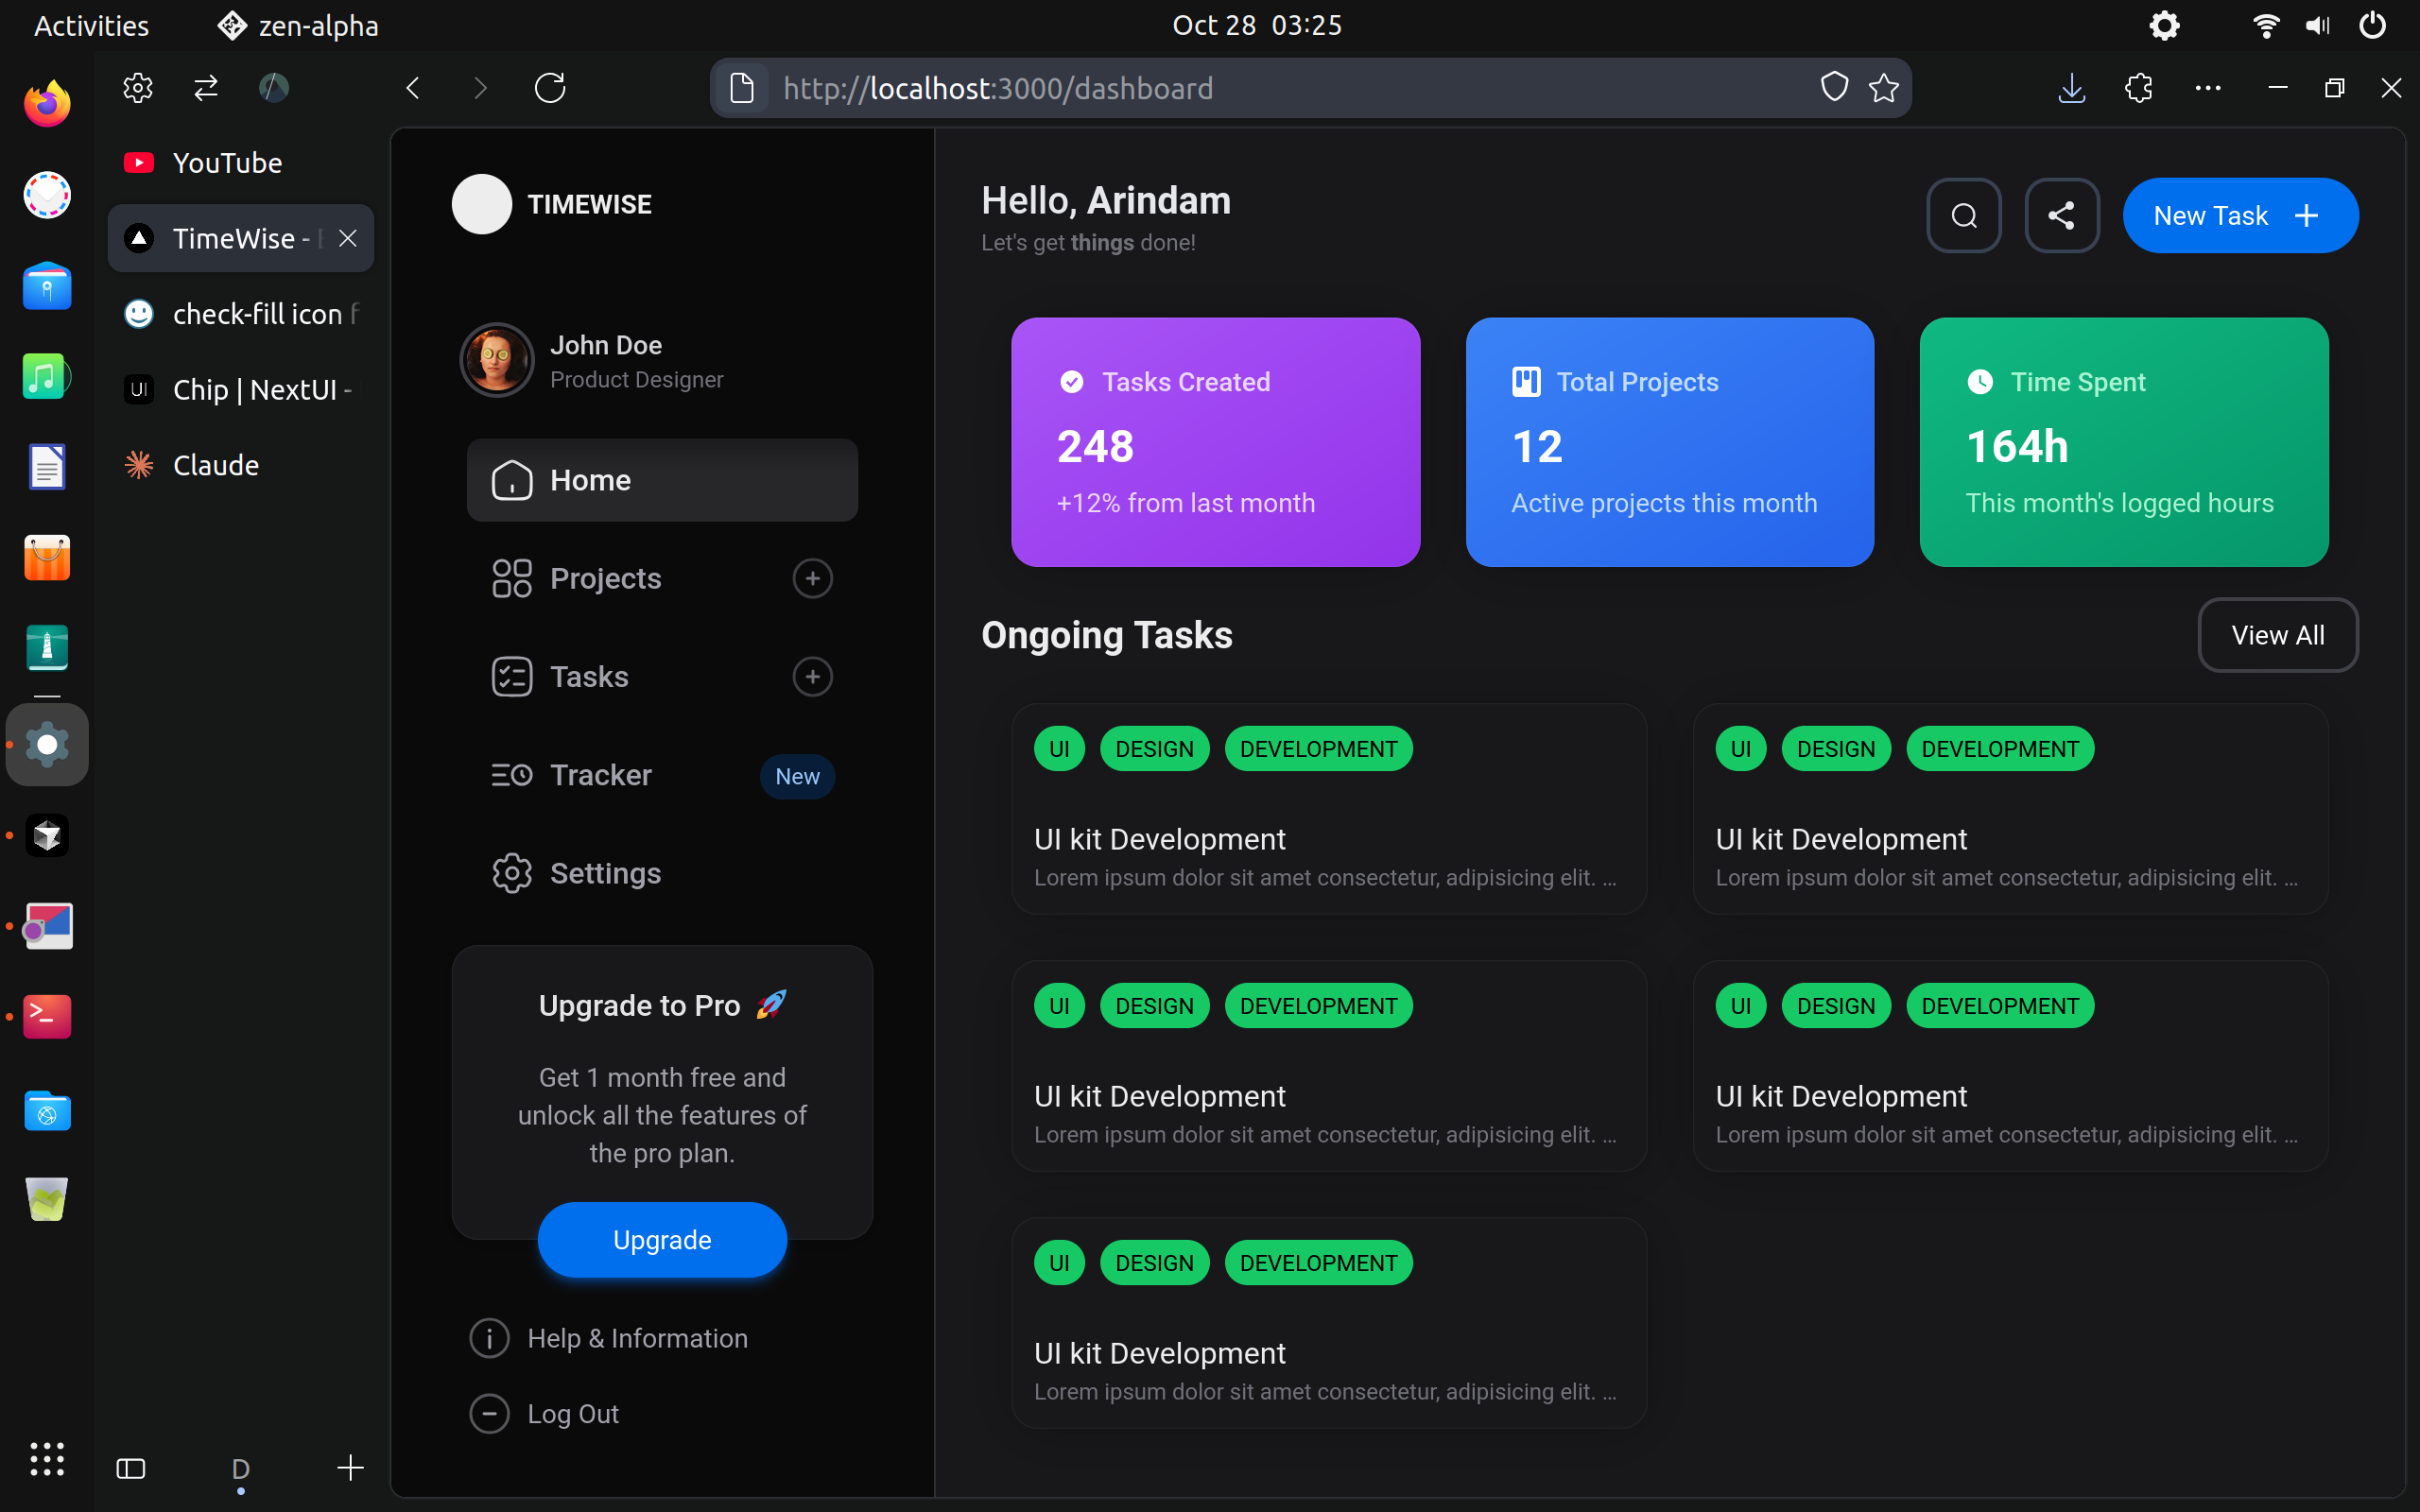 Activities
zen-alpha
Oct 28 03:25
http://localhost:3000/dashboard
YouTube
TimeWise -
check-fill icon f
UI
Chip | NextUI -
Claude
D
TIMEWISE
John Doe
Product Designer
Home
Projects
Tasks
Tracker
New
Settings
Upgrade to Pro 🚀
Get 1 month free and
unlock all the features of
the pro plan.
Upgrade
Help & Information
Log Out
Hello, Arindam
Let's get things done!
New Task +
Tasks Created
248
+12% from last month
Total Projects
12
Active projects this month
Time Spent
164h
This month's logged hours
Ongoing Tasks
View All
UI DESIGN DEVELOPMENT
UI kit Development
Lorem ipsum dolor sit amet consectetur, adipisicing elit. ...
UI DESIGN DEVELOPMENT
UI kit Development
Lorem ipsum dolor sit amet consectetur, adipisicing elit. ...
UI DESIGN DEVELOPMENT
UI kit Development
Lorem ipsum dolor sit amet consectetur, adipisicing elit. ...
UI DESIGN DEVELOPMENT
UI kit Development
Lorem ipsum dolor sit amet consectetur, adipisicing elit. ...
UI DESIGN DEVELOPMENT
UI kit Development
Lorem ipsum dolor sit amet consectetur, adipisicing elit. ...